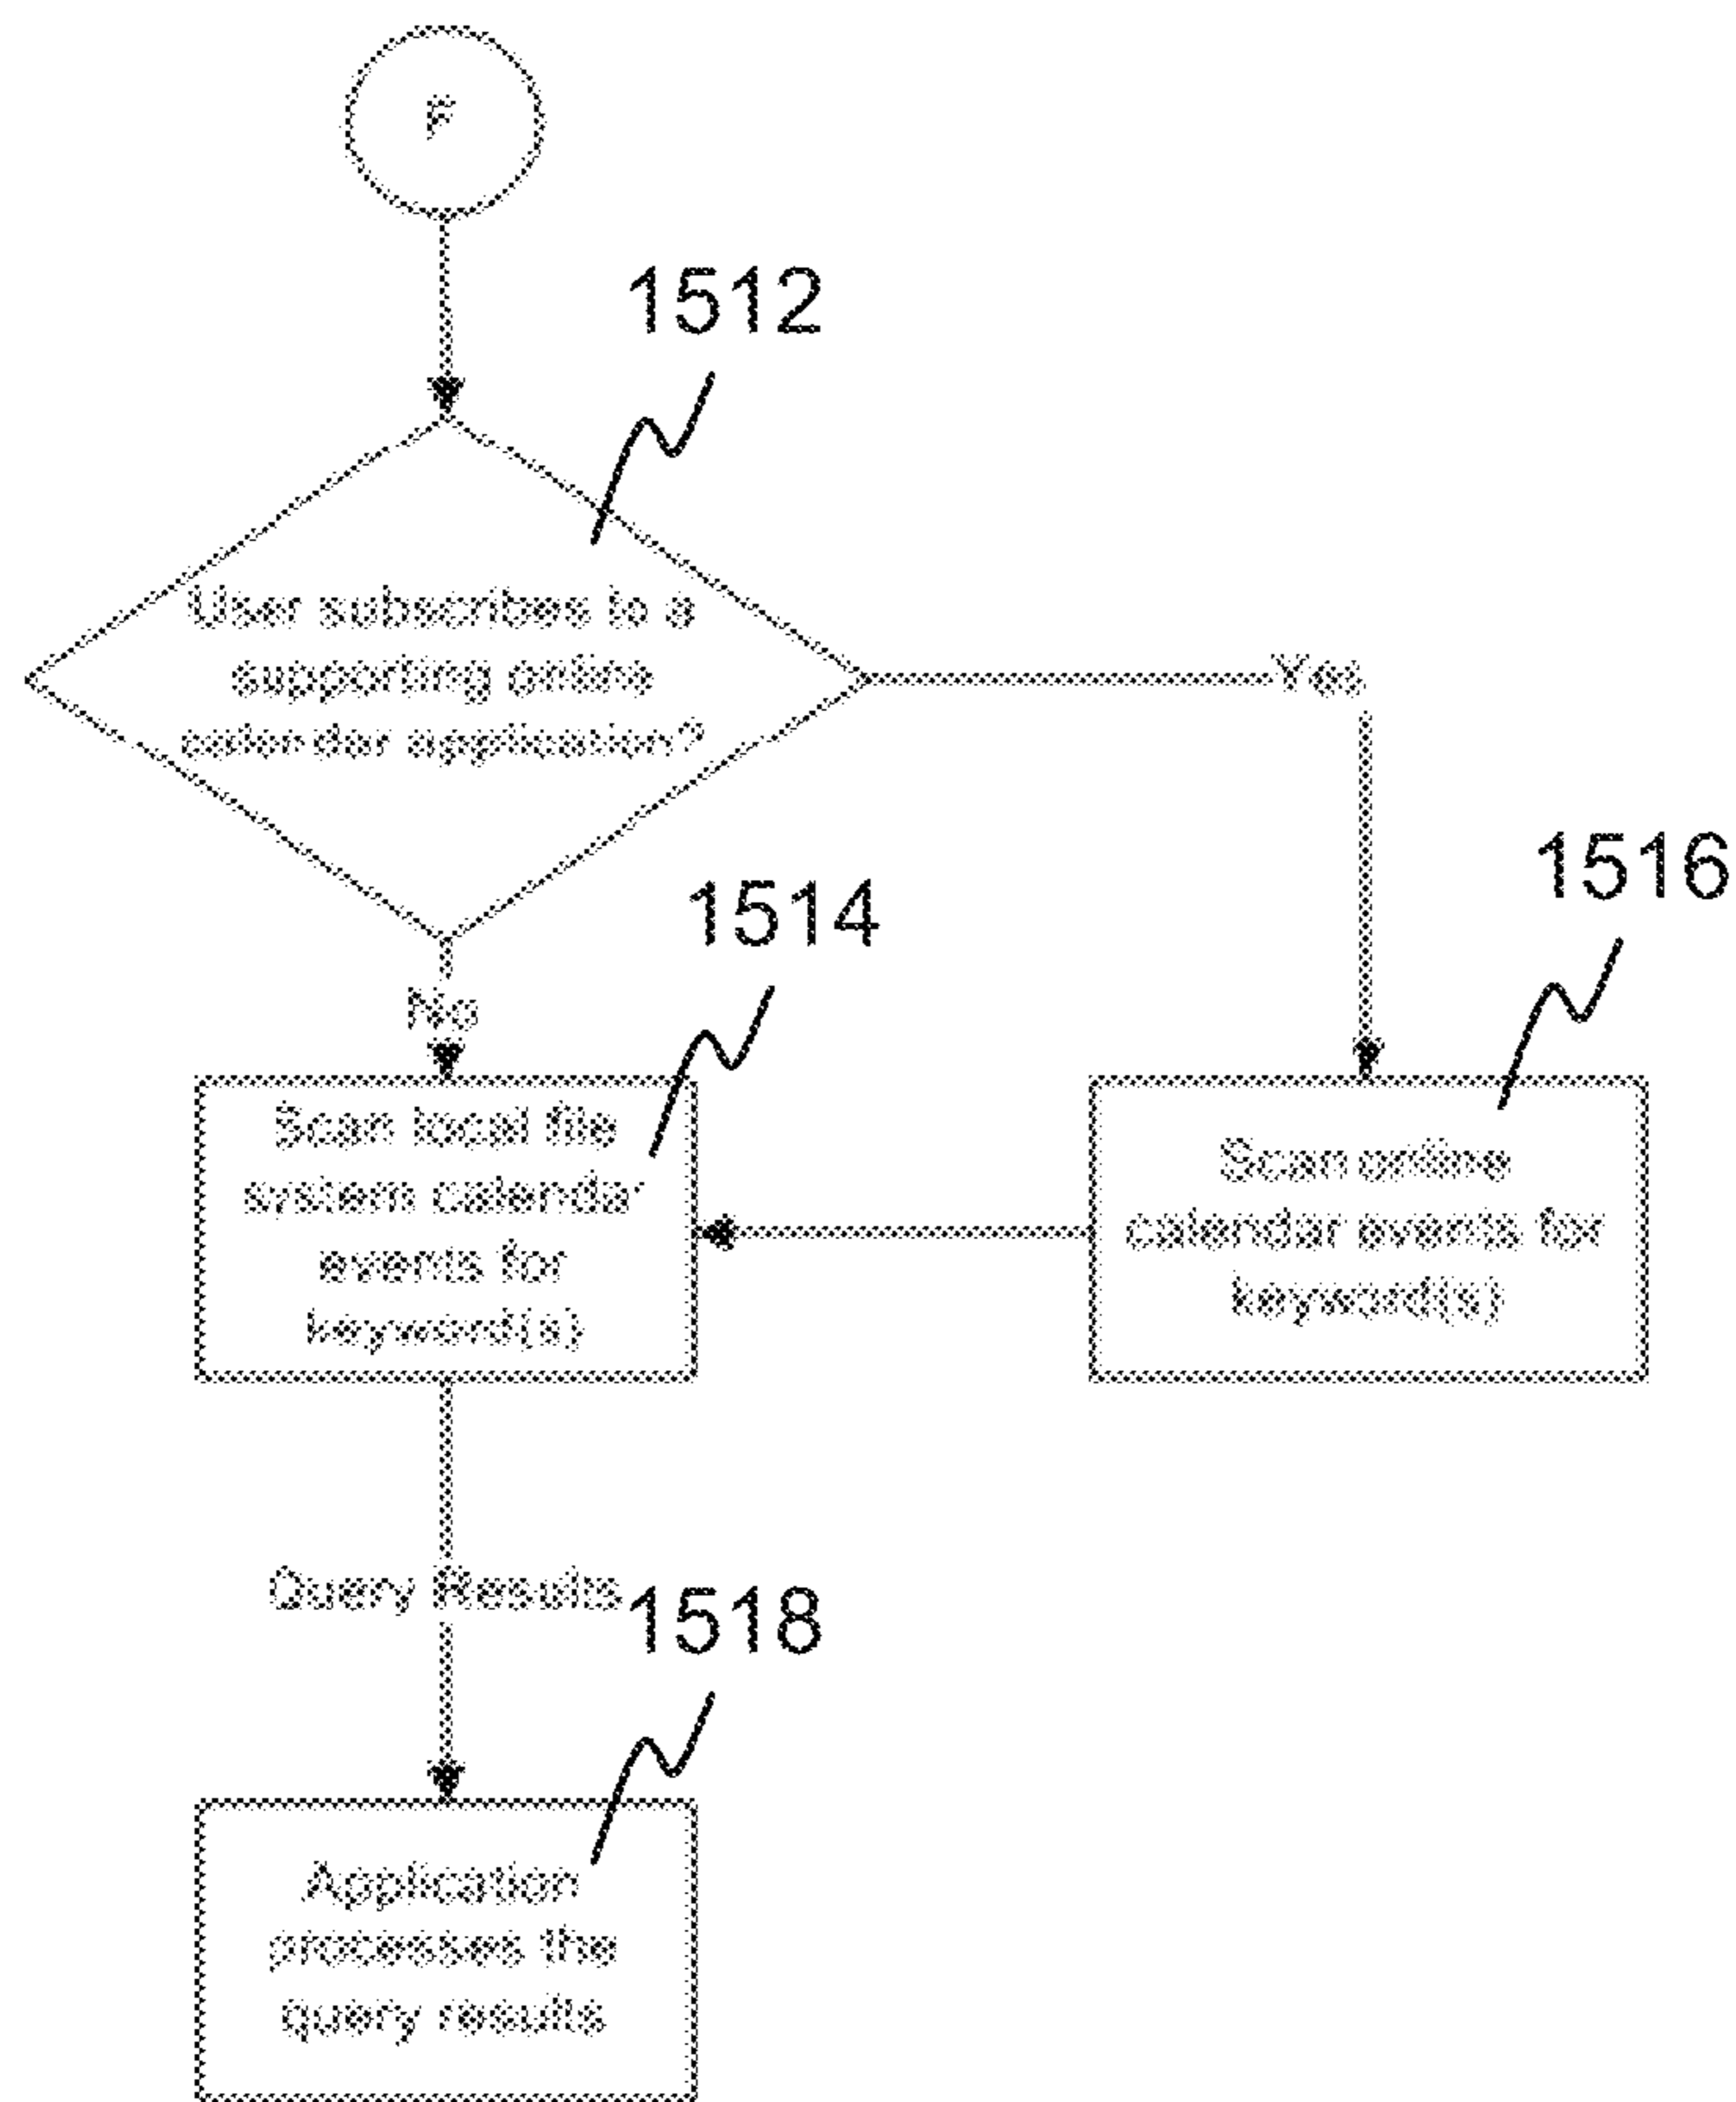 F
1512
User subscribes to a
supporting online
calendar application?
Yes
1516
1514
No
Scan local file
system calendar
events for
keyword(s)
Scan online
calendar events for
keyword(s)
Query Results
1518
Application
processes the
query results